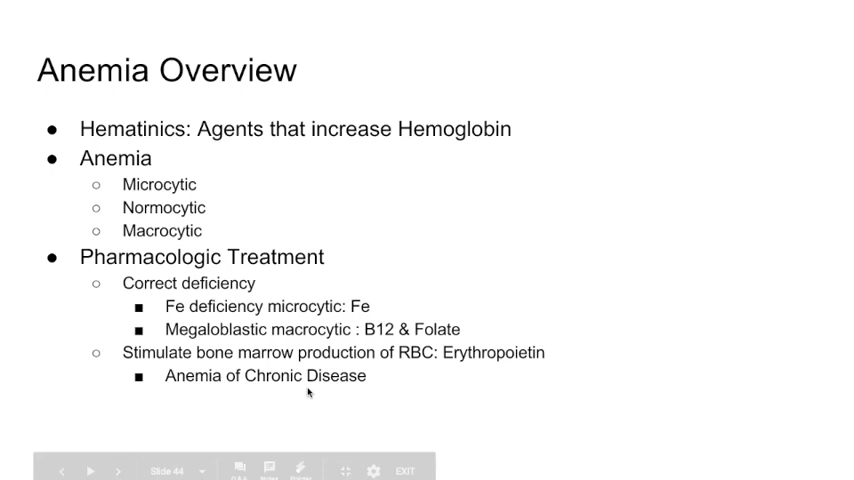 Anemia Overview
● Hematinics: Agents that increase Hemoglobin
● Anemia
○ Microcytic
○ Normocytic
○ Macrocytic
● Pharmacologic Treatment
○ Correct deficiency
■ Fe deficiency microcytic: Fe
■ Megaloblastic macrocytic : B12 & Folate
○ Stimulate bone marrow production of RBC: Erythropoietin
■ Anemia of Chronic Disease
Slide 44 EXIT